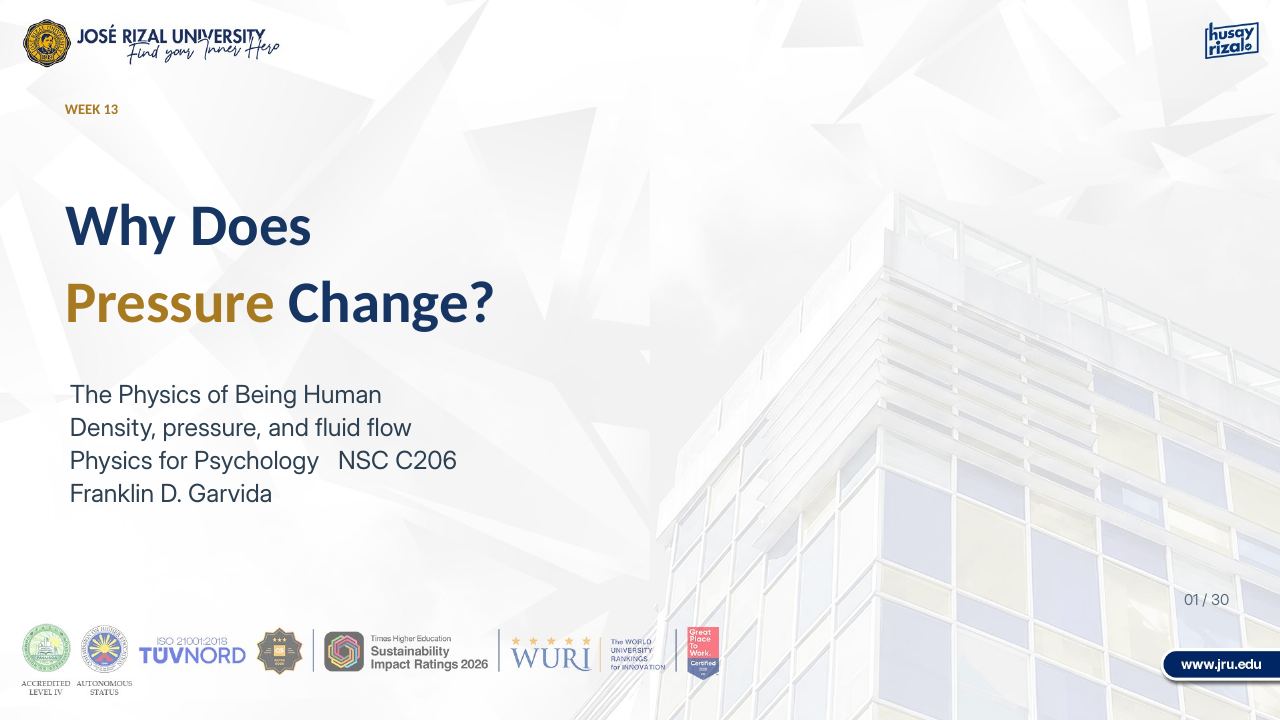 JOSÉ RIZAL UNIVERSITY
Find your Inner Hero
husay
rizal
WEEK 13
Why Does
Pressure Change?
The Physics of Being Human
Density, pressure, and fluid flow
Physics for Psychology NSC C206
Franklin D. Garvida
01 / 30
ACCREDITED
LEVEL IV
AUTONOMOUS
STATUS
ISO 21001:2018
TÜVNORD
Times Higher Education
Sustainability
Impact Ratings 2026
WURI
The WORLD
UNIVERSITY
RANKINGS
for INNOVATION
Great
Place
To
Work.
Certified
www.jru.edu